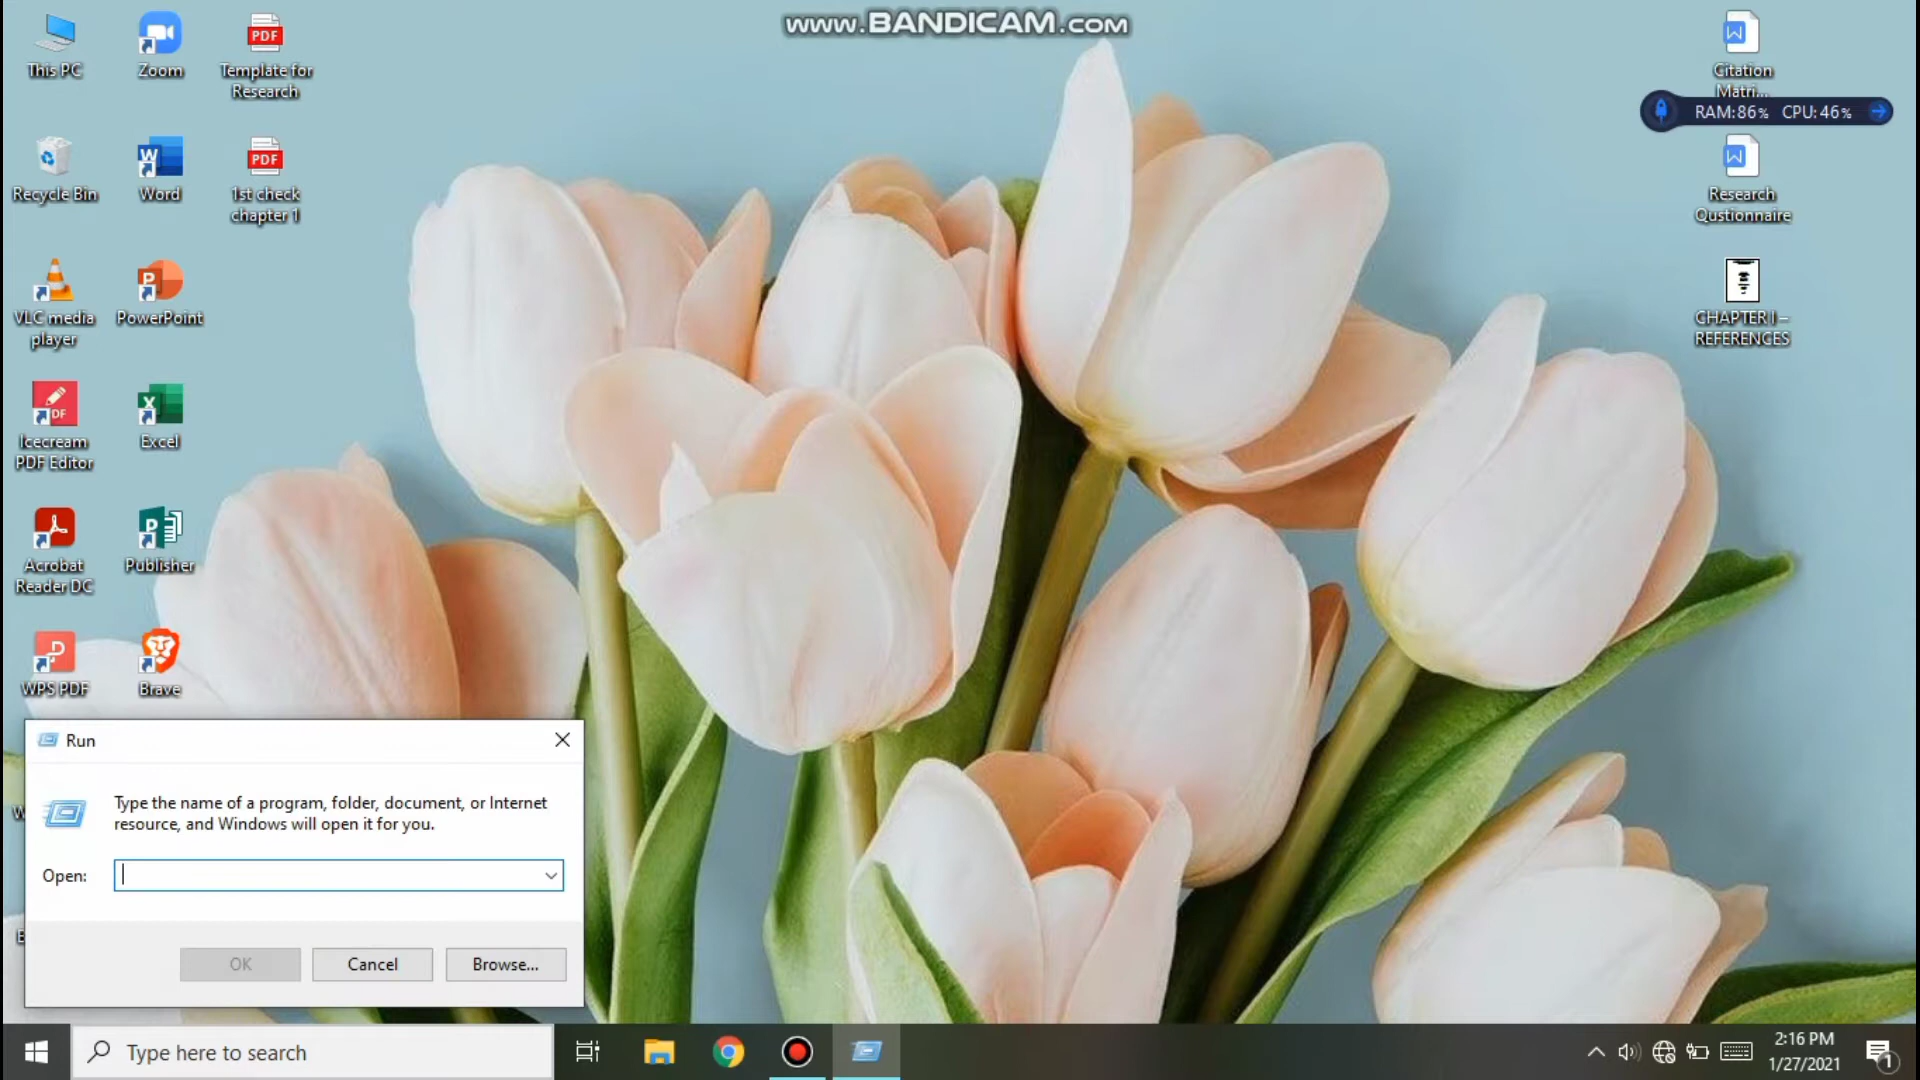 www.BANDICAM.com
This PC
Zoom
Template for
Research
Recycle Bin
Word
1st check
chapter 1
VLC media
player
PowerPoint
Icecream
PDF Editor
Excel
Acrobat
Reader DC
Publisher
WPS PDF
Brave
Citation
Matri...
RAM:86% CPU:46%
Research
Qustionnaire
CHAPTER I –
REFERENCES
Run
Type the name of a program, folder, document, or Internet
resource, and Windows will open it for you.
Open:
OK
Cancel
Browse...
Type here to search
2:16 PM
1/27/2021
1